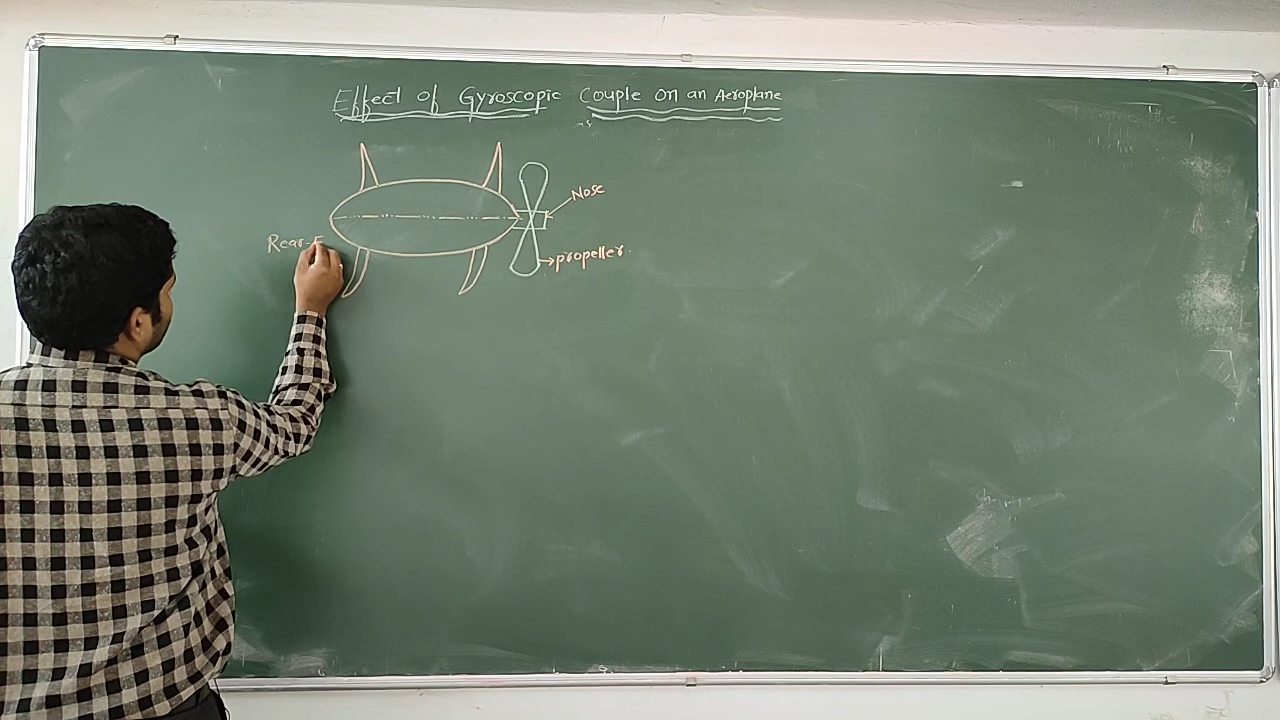 Effect of Gyroscopic Couple on an Aeroplane
Nose
Rear-E
propeller.